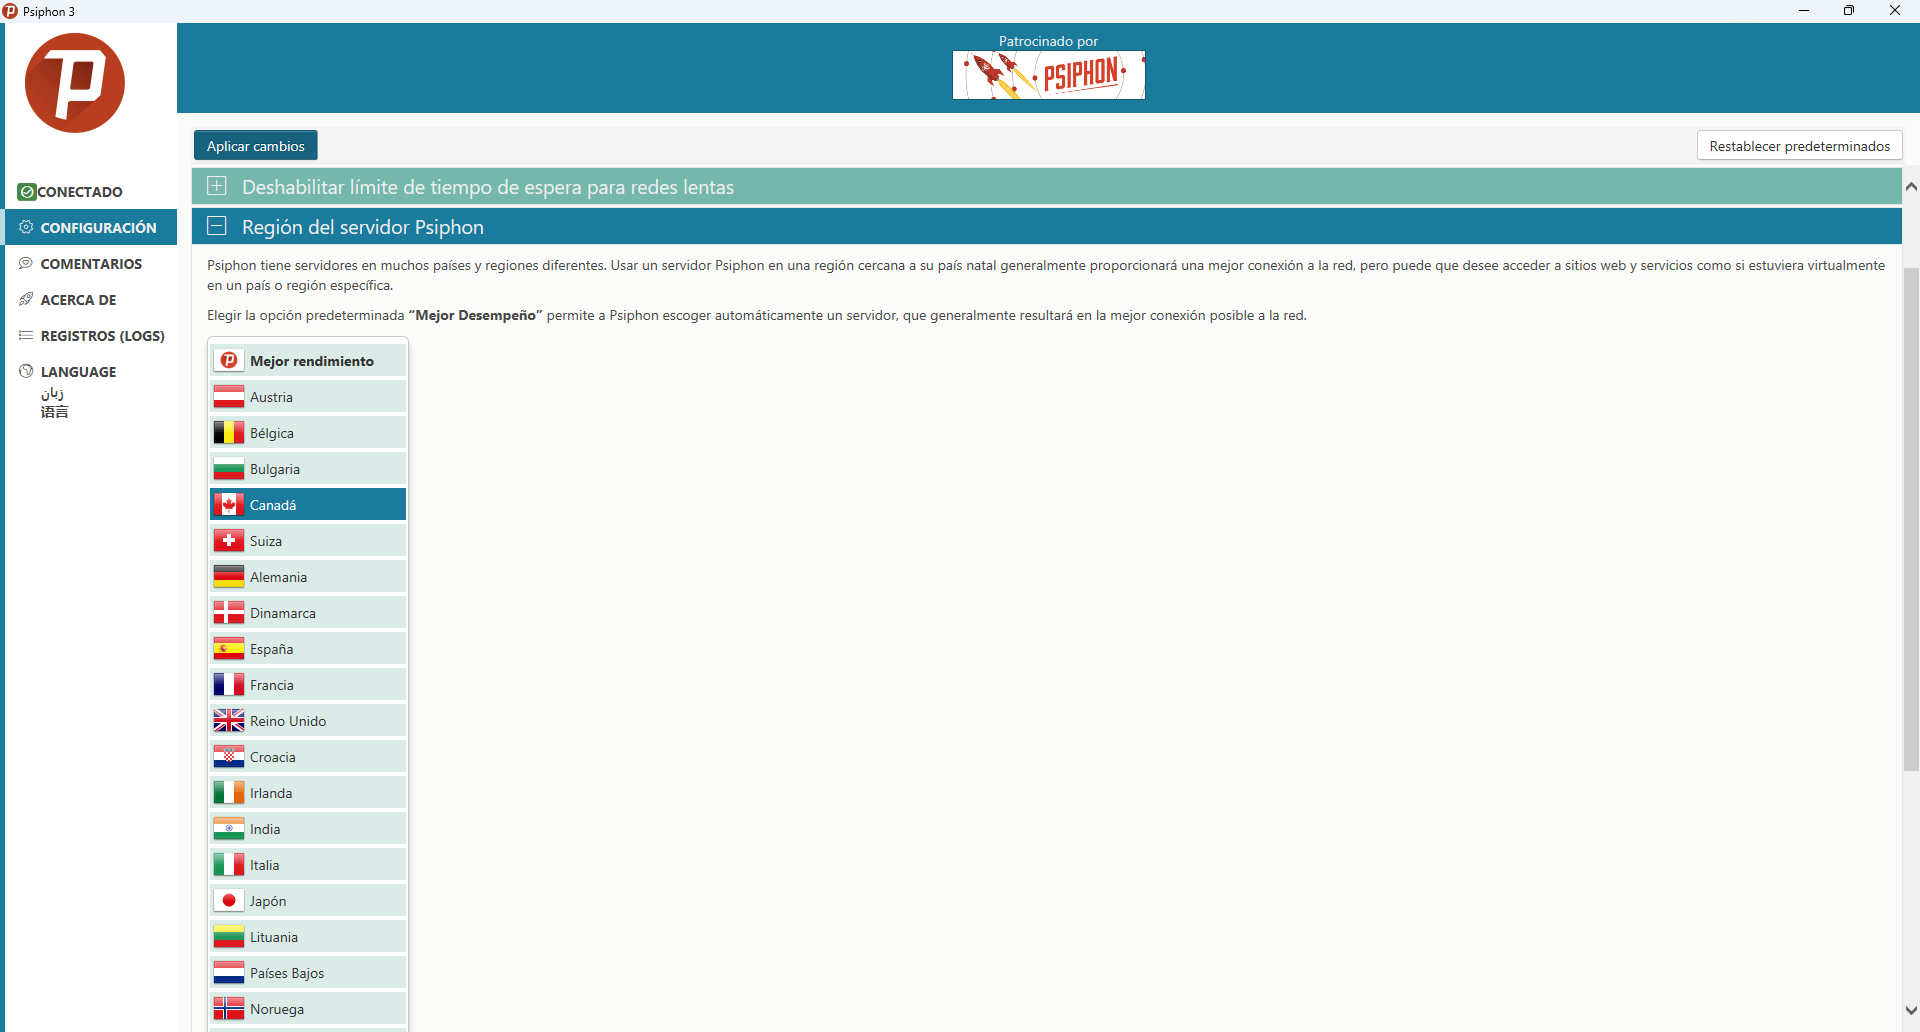 Psiphon 3
Patrocinado por
PSIPHON
Aplicar cambios
Restablecer predeterminados
CONECTADO
CONFIGURACIÓN
COMENTARIOS
ACERCA DE
REGISTROS (LOGS)
LANGUAGE
زبان
语言
Deshabilitar límite de tiempo de espera para redes lentas
Región del servidor Psiphon
Psiphon tiene servidores en muchos países y regiones diferentes. Usar un servidor Psiphon en una región cercana a su país natal generalmente proporcionará una mejor conexión a la red, pero puede que desee acceder a sitios web y servicios como si estuviera virtualmente
en un país o región específica.
Elegir la opción predeterminada “Mejor Desempeño” permite a Psiphon escoger automáticamente un servidor, que generalmente resultará en la mejor conexión posible a la red.
Mejor rendimiento
Austria
Bélgica
Bulgaria
Canadá
Suiza
Alemania
Dinamarca
España
Francia
Reino Unido
Croacia
Irlanda
India
Italia
Japón
Lituania
Países Bajos
Noruega